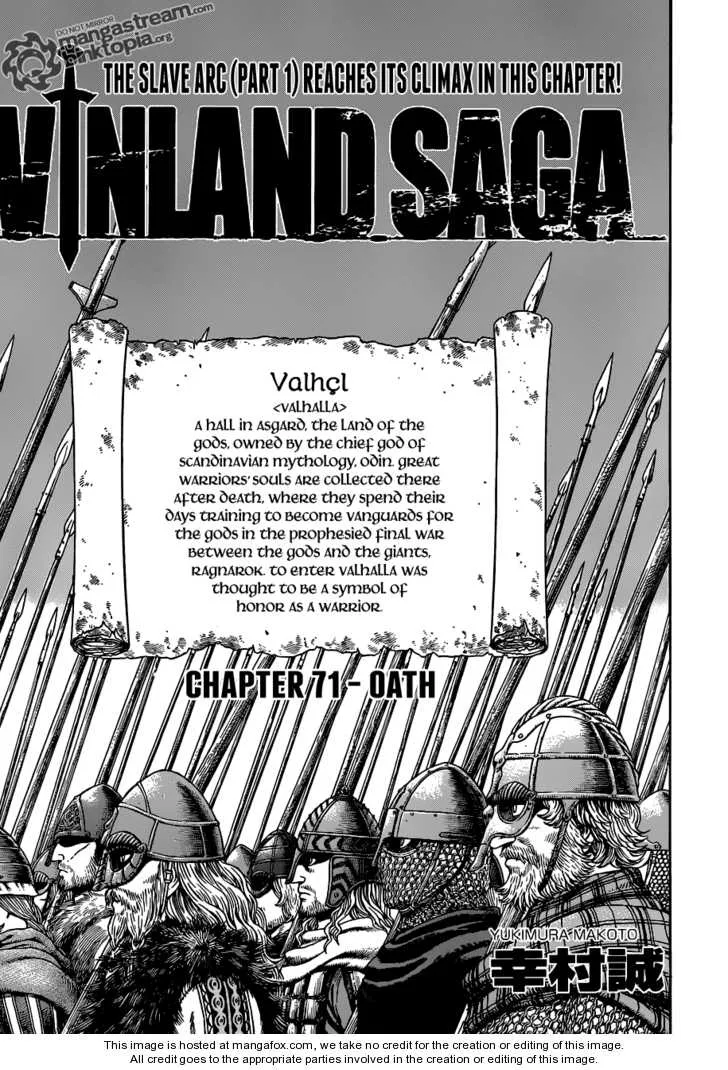 DO NOT MIRROR
mangastream.com
inktopia.org
THE SLAVE ARC (PART 1) REACHES ITS CLIMAX IN THIS CHAPTER!
VINLAND SAGA
Valhçl
<VALHALLA>
A HALL IN ASGARD, THE LAND OF THE
GODS, OWNED BY THE CHIEF GOD OF
SCANDINAVIAN MYTHOLOGY, ODIN. GREAT
WARRIORS' SOULS ARE COLLECTED THERE
AFTER DEATH, WHERE THEY SPEND THEIR
DAYS TRAINING TO BECOME VANGUARDS FOR
THE GODS IN THE PROPHESIED FINAL WAR
BETWEEN THE GODS AND THE GIANTS,
RAGNAROK. TO ENTER VALHALLA WAS
THOUGHT TO BE A SYMBOL OF
HONOR AS A WARRIOR.
CHAPTER 71 - OATH
YUKIMURA MAKOTO
幸村誠
This image is hosted at mangafox.com, we take no credit for the creation or editing of this image.
All credit goes to the appropriate parties involved in the creation or editing of this image.